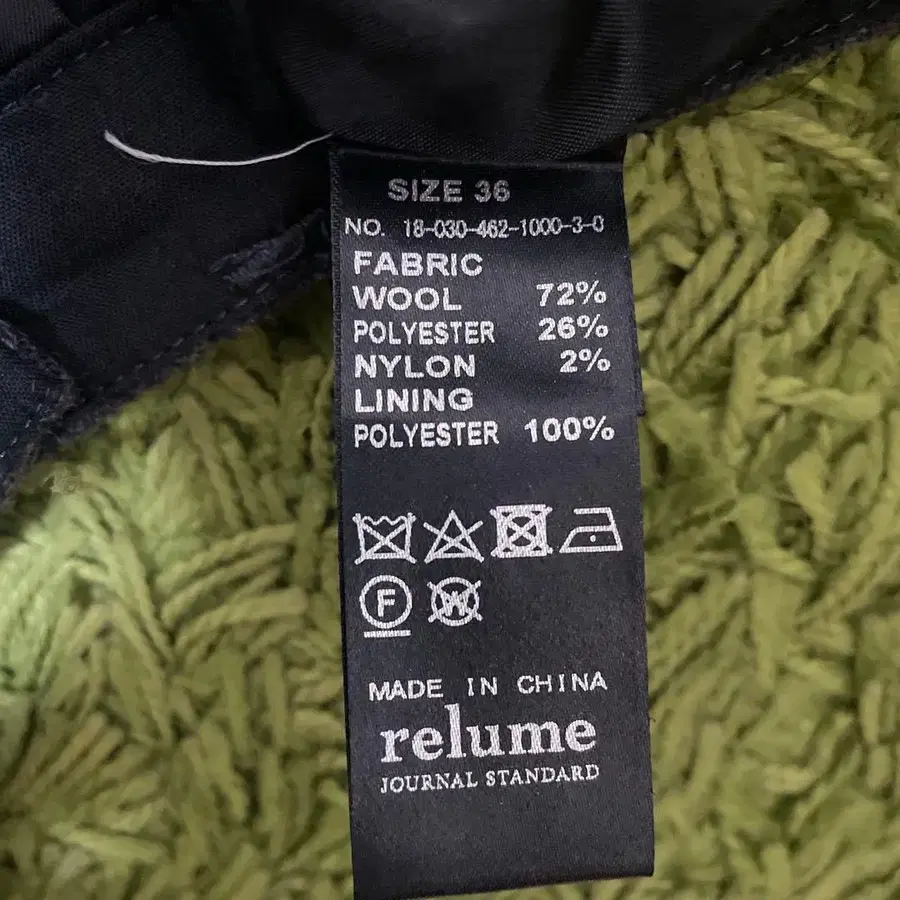 SIZE 36
NO. 18-030-462-1000-3-0
FABRIC
WOOL 72%
POLYESTER 26%
NYLON 2%
LINING
POLYESTER 100%
F W
MADE IN CHINA
relume
JOURNAL STANDARD